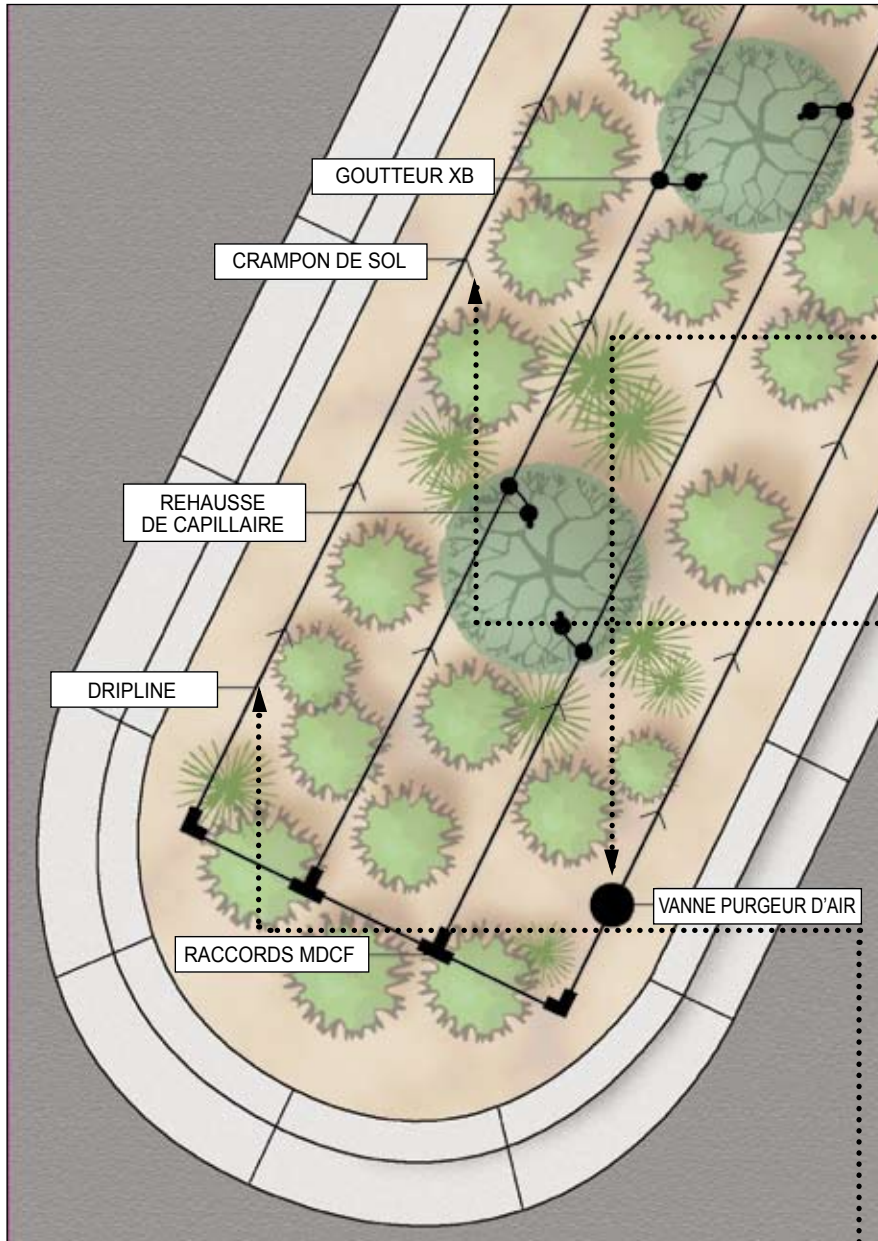 GOUTTEUR XB
CRAMPON DE SOL
REHAUSSE
DE CAPILLAIRE
DRIPLINE
VANNE PURGEUR D'AIR
RACCORDS MDCF